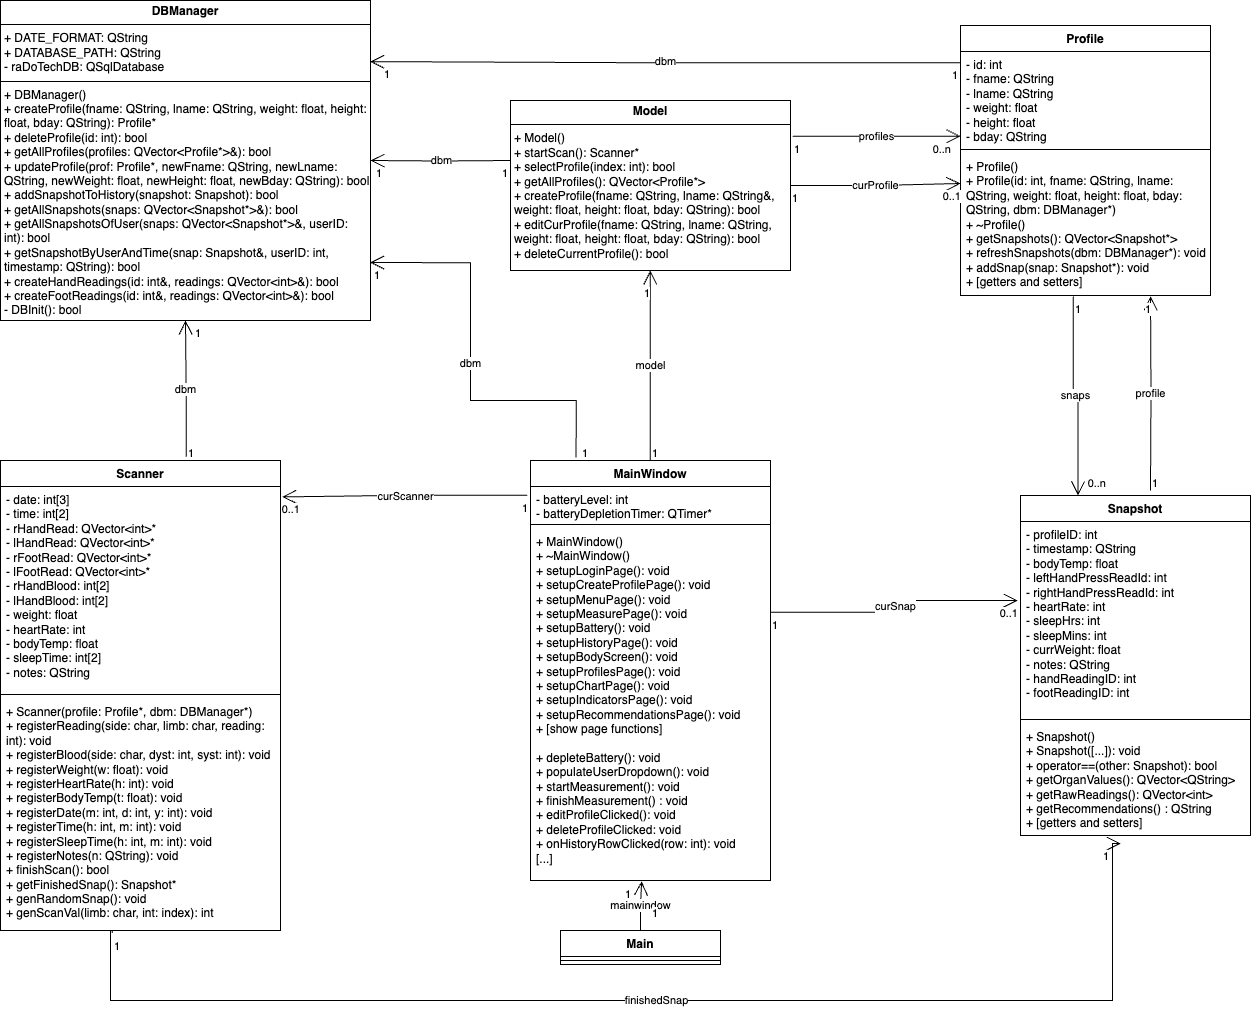 DBManager
+ DATE_FORMAT: QString
+ DATABASE_PATH: QString
- raDoTechDB: QSqlDatabase
+ DBManager()
+ createProfile(fname: QString, lname: QString, weight: float, height:
float, bday: QString): Profile*
+ deleteProfile(id: int): bool
+ getAllProfiles(profiles: QVector<Profile*>&): bool
+ updateProfile(prof: Profile*, newFname: QString, newLname:
QString, newWeight: float, newHeight: float, newBday: QString): bool
+ addSnapshotToHistory(snapshot: Snapshot): bool
+ getAllSnapshots(snaps: QVector<Snapshot*>&): bool
+ getAllSnapshotsOfUser(snaps: QVector<Snapshot*>&, userID:
int): bool
+ getSnapshotByUserAndTime(snap: Snapshot&, userID: int,
timestamp: QString): bool
+ createHandReadings(id: int&, readings: QVector<int>&): bool
+ createFootReadings(id: int&, readings: QVector<int>&): bool
- DBInit(): bool
dbm
1
1
Profile
- id: int
- fname: QString
- lname: QString
- weight: float
- height: float
- bday: QString
+ Profile()
+ Profile(id: int, fname: QString, lname:
QString, weight: float, height: float, bday:
QString, dbm: DBManager*)
+ ~Profile()
+ getSnapshots(): QVector<Snapshot*>
+ refreshSnapshots(dbm: DBManager*): void
+ addSnap(snap: Snapshot*): void
+ [getters and setters]
Model
+ Model()
+ startScan(): Scanner*
+ selectProfile(index: int): bool
+ getAllProfiles(): QVector<Profile*>
+ createProfile(fname: QString, lname: QString&,
weight: float, height: float, bday: QString): bool
+ editCurProfile(fname: QString, lname: QString,
weight: float, height: float, bday: QString): bool
+ deleteCurrentProfile(): bool
dbm
1
1
profiles
1
0..n
curProfile
1
0..1
1
dbm
1
1
dbm
1
1
model
1
snaps
1
0..n
profile
1
1
Scanner
- date: int[3]
- time: int[2]
- rHandRead: QVector<int>*
- lHandRead: QVector<int>*
- rFootRead: QVector<int>*
- lFootRead: QVector<int>*
- rHandBlood: int[2]
- lHandBlood: int[2]
- weight: float
- heartRate: int
- bodyTemp: float
- sleepTime: int[2]
- notes: QString
+ Scanner(profile: Profile*, dbm: DBManager*)
+ registerReading(side: char, limb: char, reading:
int): void
+ registerBlood(side: char, dyst: int, syst: int): void
+ registerWeight(w: float): void
+ registerHeartRate(h: int): void
+ registerBodyTemp(t: float): void
+ registerDate(m: int, d: int, y: int): void
+ registerTime(h: int, m: int): void
+ registerSleepTime(h: int, m: int): void
+ registerNotes(n: QString): void
+ finishScan(): bool
+ getFinishedSnap(): Snapshot*
+ genRandomSnap(): void
+ genScanVal(limb: char, int: index): int
curScanner
0..1
1
MainWindow
- batteryLevel: int
- batteryDepletionTimer: QTimer*
+ MainWindow()
+ ~MainWindow()
+ setupLoginPage(): void
+ setupCreateProfilePage(): void
+ setupMenuPage(): void
+ setupMeasurePage(): void
+ setupBattery(): void
+ setupHistoryPage(): void
+ setupBodyScreen(): void
+ setupProfilesPage(): void
+ setupChartPage(): void
+ setupIndicatorsPage(): void
+ setupRecommendationsPage(): void
+ [show page functions]
+ depleteBattery(): void
+ populateUserDropdown(): void
+ startMeasurement(): void
+ finishMeasurement() : void
+ editProfileClicked(): void
+ deleteProfileClicked: void
+ onHistoryRowClicked(row: int): void
[...]
curSnap
1
0..1
Snapshot
- profileID: int
- timestamp: QString
- bodyTemp: float
- leftHandPressReadId: int
- rightHandPressReadId: int
- heartRate: int
- sleepHrs: int
- sleepMins: int
- currWeight: float
- notes: QString
- handReadingID: int
- footReadingID: int
+ Snapshot()
+ Snapshot([...]): void
+ operator==(other: Snapshot): bool
+ getOrganValues(): QVector<QString>
+ getRawReadings(): QVector<int>
+ getRecommendations() : QString
+ [getters and setters]
1
mainwindow
1
Main
1
finishedSnap
1